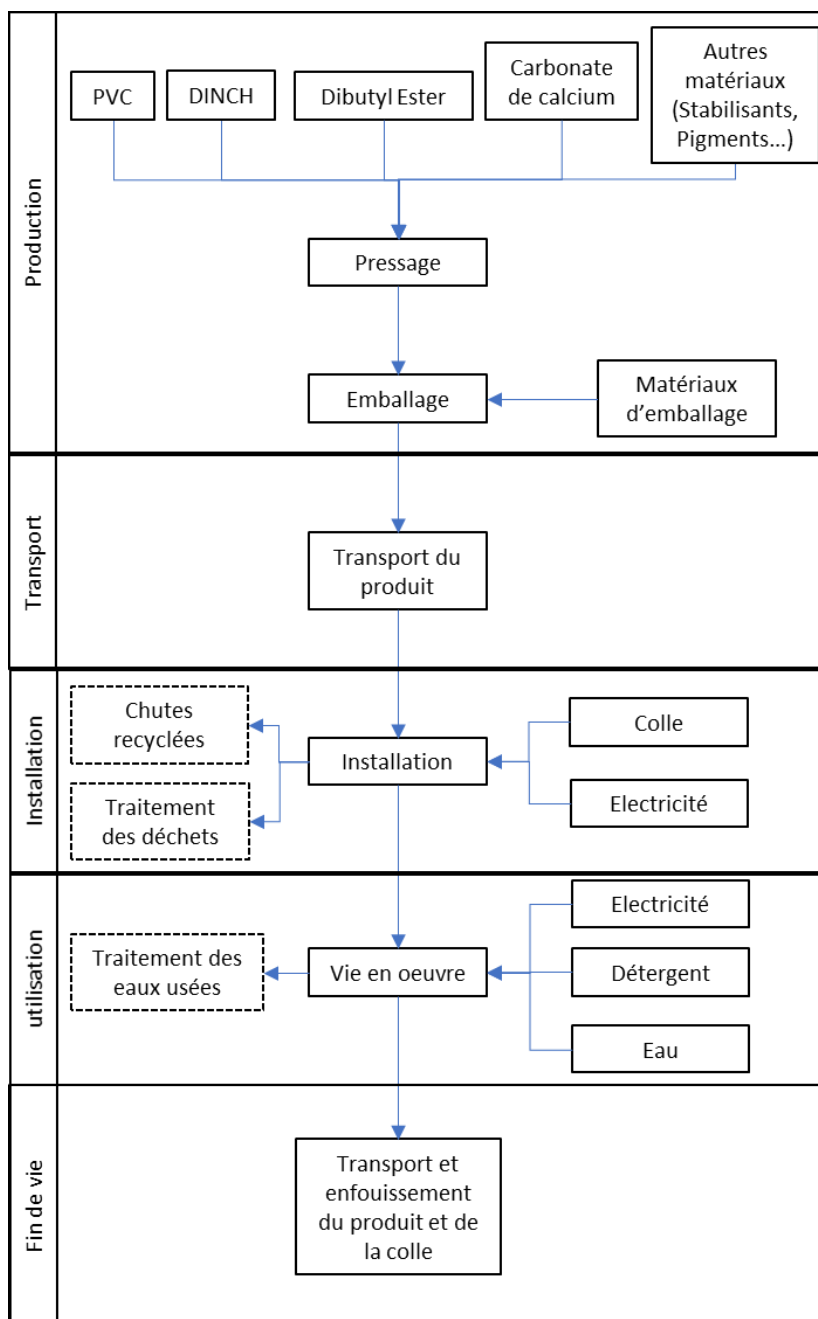 Production
PVC
DINCH
Dibutyl Ester
Carbonate
de calcium
Autres
matériaux
(Stabilisants,
Pigments...)
Pressage
Emballage
Matériaux
d'emballage
Transport
Transport du
produit
Installation
Chutes
recyclées
Traitement
des déchets
Installation
Colle
Electricité
utilisation
Traitement des
eaux usées
Vie en oeuvre
Electricité
Détergent
Eau
Fin de vie
Transport et
enfouissement
du produit et de
la colle